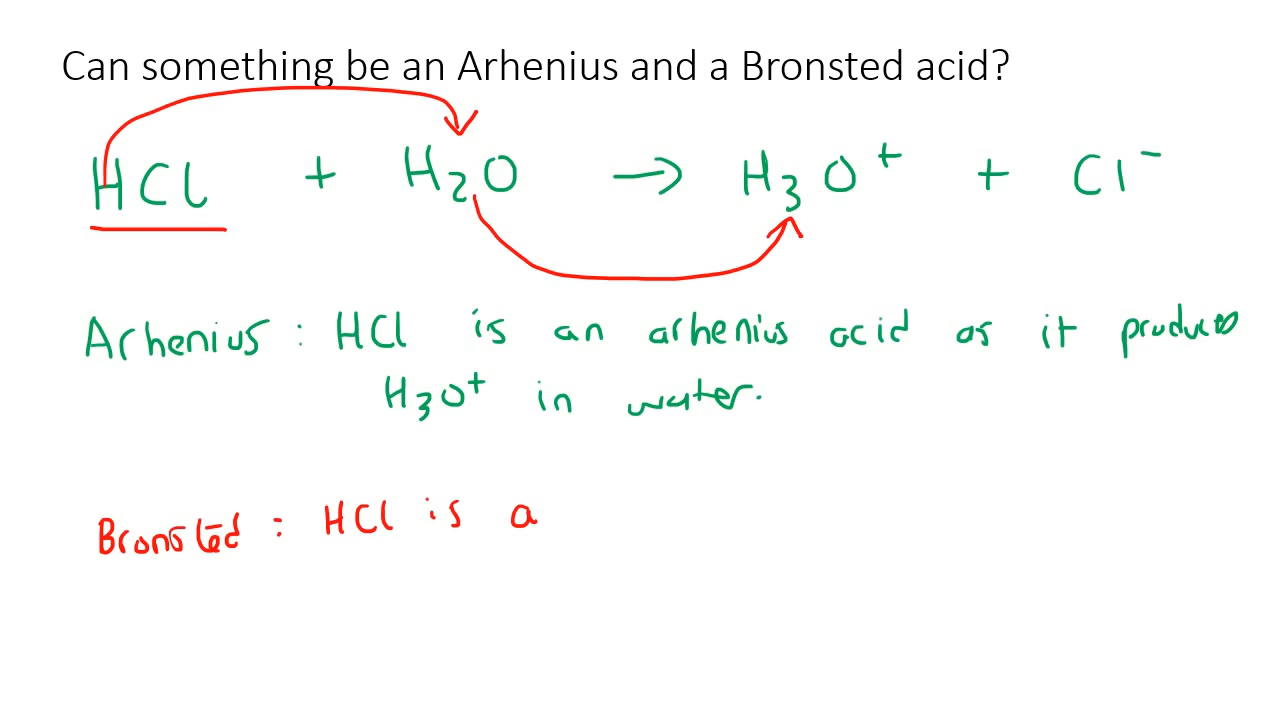 Can something be an Arhenius and a Bronsted acid?
HCl + H₂O → H₃O⁺ + Cl⁻
Arhenius : HCl is an arhenius acid as it produces
H₃O⁺ in water.
Bronsted : HCl is a